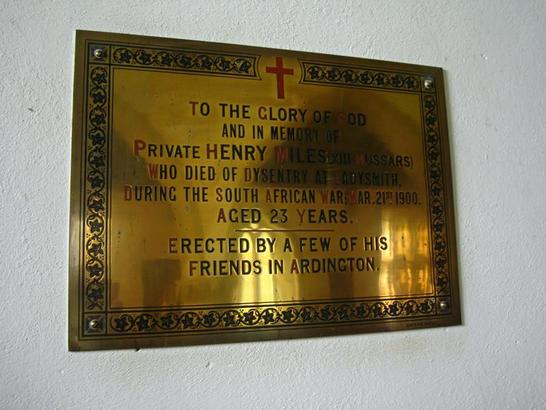 TO THE GLORY OF GOD
AND IN MEMORY OF
PRIVATE HENRY MILES (XIII HUSSARS)
WHO DIED OF DYSENTRY AT LADYSMITH,
DURING THE SOUTH AFRICAN WAR, MAR. 21ST 1900.
AGED 23 YEARS.
ERECTED BY A FEW OF HIS
FRIENDS IN ARDINGTON.